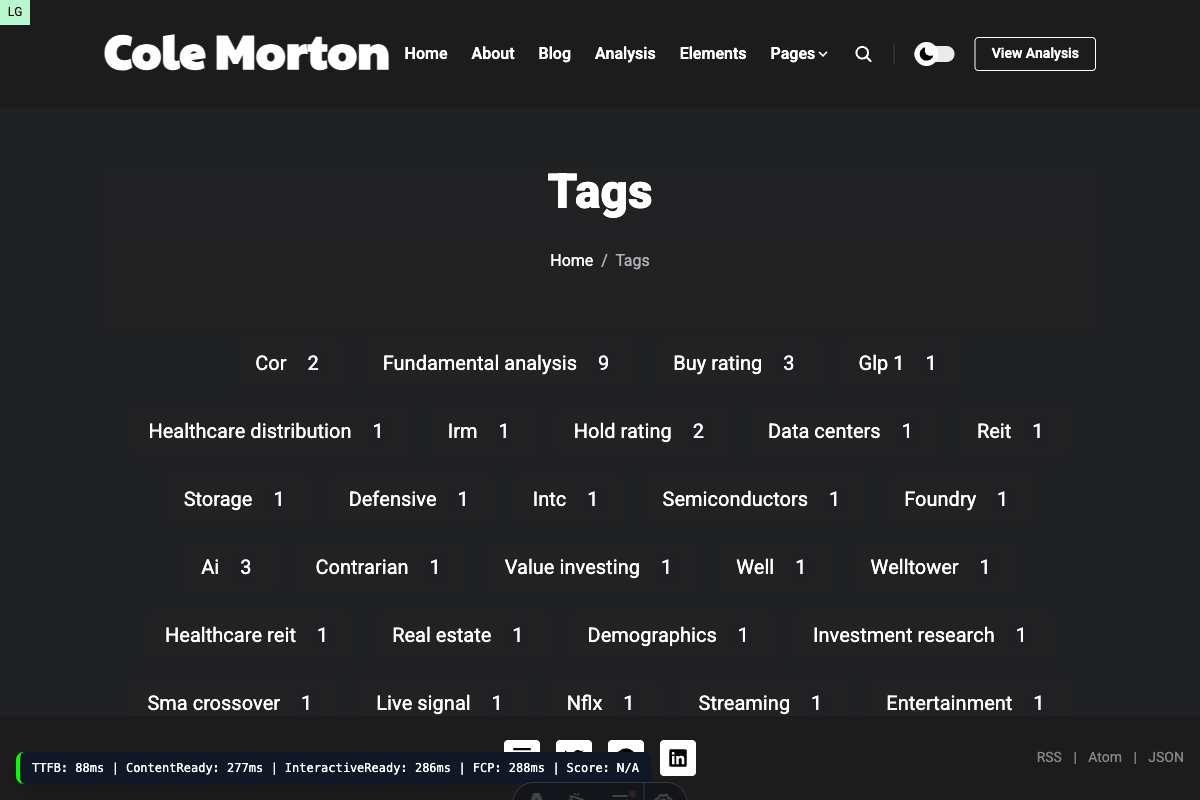 LG
Cole Morton Home About Blog Analysis Elements Pages View Analysis
Tags
Home / Tags
Cor 2 Fundamental analysis 9 Buy rating 3 Glp 1 1
Healthcare distribution 1 Irm 1 Hold rating 2 Data centers 1 Reit 1
Storage 1 Defensive 1 Intc 1 Semiconductors 1 Foundry 1
Ai 3 Contrarian 1 Value investing 1 Well 1 Welltower 1
Healthcare reit 1 Real estate 1 Demographics 1 Investment research 1
Sma crossover 1 Live signal 1 Nflx 1 Streaming 1 Entertainment 1
RSS | Atom | JSON
TTFB: 88ms | ContentReady: 277ms | InteractiveReady: 286ms | FCP: 288ms | Score: N/A